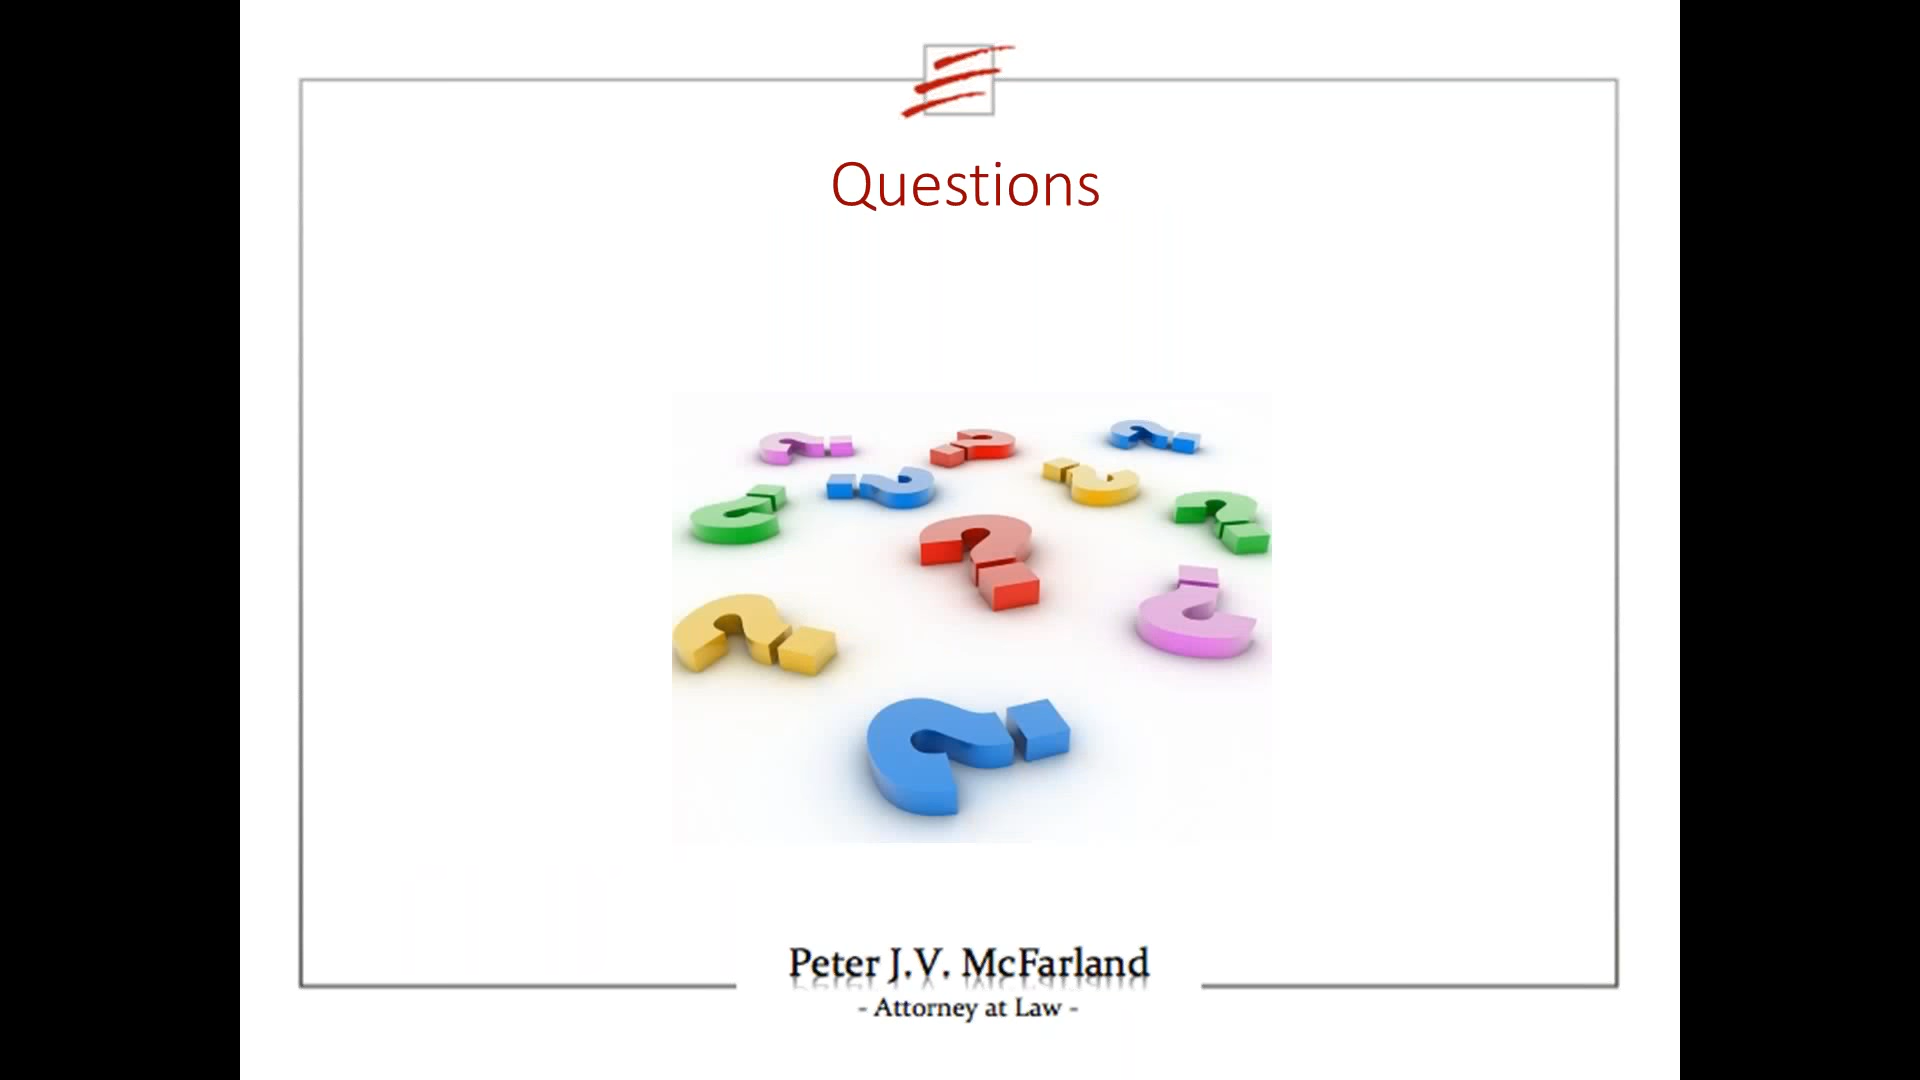 Questions
Peter J.V. McFarland
- Attorney at Law -